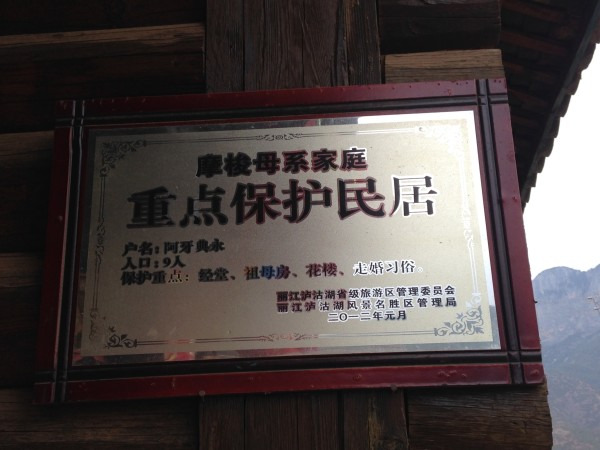 摩梭母系家庭
重点保护民居
户名：阿牙典永
人口：9人
保护重点：经堂、祖母房、花楼、走婚习俗。
丽江泸沽湖省级旅游区管理委员会
丽江泸沽湖风景名胜区管理局
二〇一二年元月